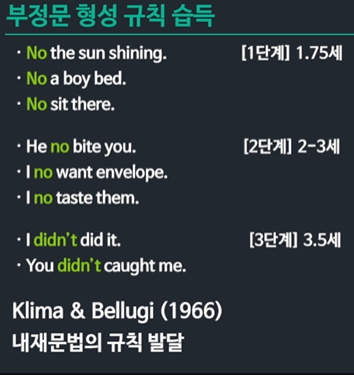 부정문 형성 규칙 습득
· No the sun shining. [1단계] 1.75세
· No a boy bed.
· No sit there.
· He no bite you. [2단계] 2-3세
· I no want envelope.
· I no taste them.
· I didn't did it. [3단계] 3.5세
· You didn't caught me.
Klima & Bellugi (1966)
내재문법의 규칙 발달